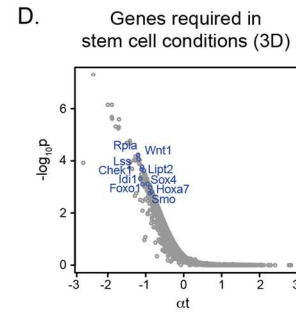 D.
Genes required in
stem cell conditions (3D)
-log10p
6
4
2
0
Rpia
Wnt1
Lss
Lipt2
Chek1
Idi1
Sox4
Foxo1
Hoxa7
Smo
-3 -2 -1 0 1 2 3
αt